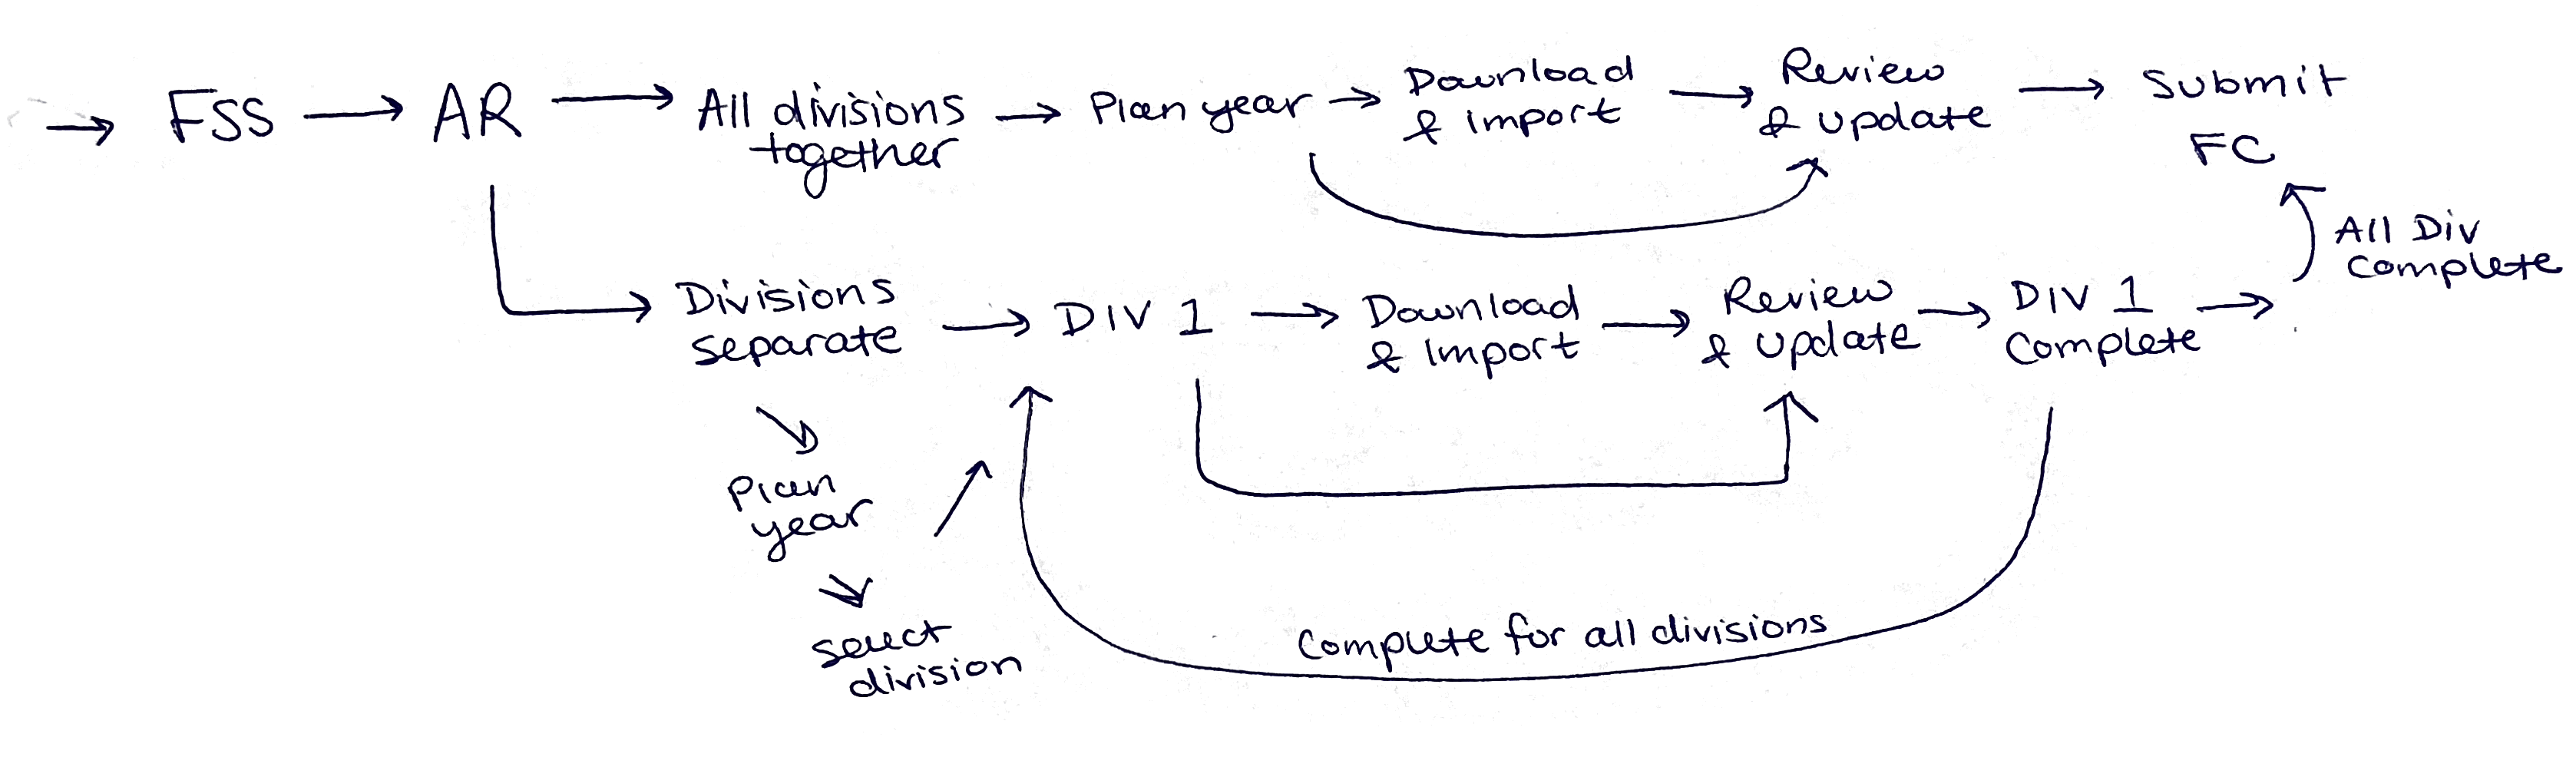 FSS
AR
All divisions
together
Plan year
Download
& Import
Review
& update
Submit
FC
All Div
Complete
Divisions
separate
DIV 1
Download
& Import
Review
& update
DIV 1
Complete
Plan
year
select
division
Complete for all divisions